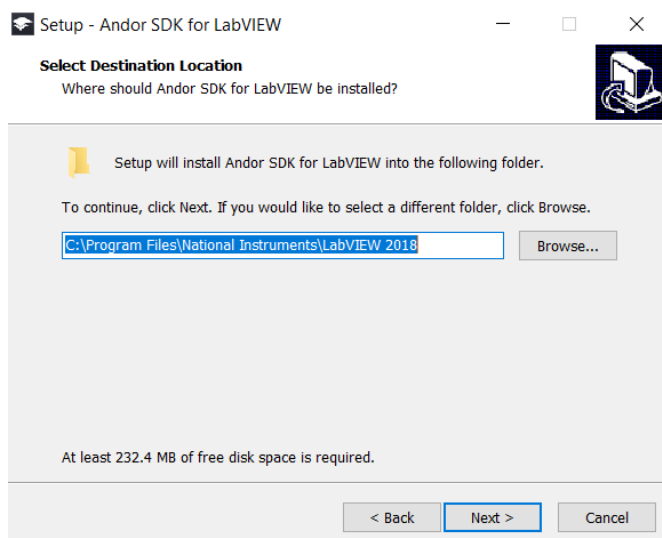 Setup - Andor SDK for LabVIEW
Select Destination Location
Where should Andor SDK for LabVIEW be installed?
Setup will install Andor SDK for LabVIEW into the following folder.
To continue, click Next. If you would like to select a different folder, click Browse.
C:\Program Files\National Instruments\LabVIEW 2018
Browse...
At least 232.4 MB of free disk space is required.
< Back
Next >
Cancel